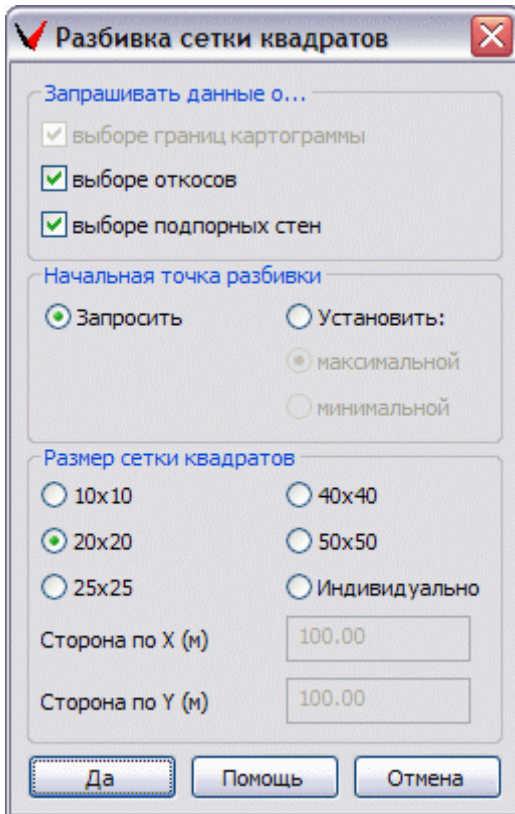 Разбивка сетки квадратов
Запрашивать данные о...
выборе границ картограммы
выборе откосов
выборе подпорных стен
Начальная точка разбивки
Запросить
Установить:
максимальной
минимальной
Размер сетки квадратов
10x10
40x40
20x20
50x50
25x25
Индивидуально
Сторона по X (м)
100.00
Сторона по Y (м)
100.00
Да
Помощь
Отмена